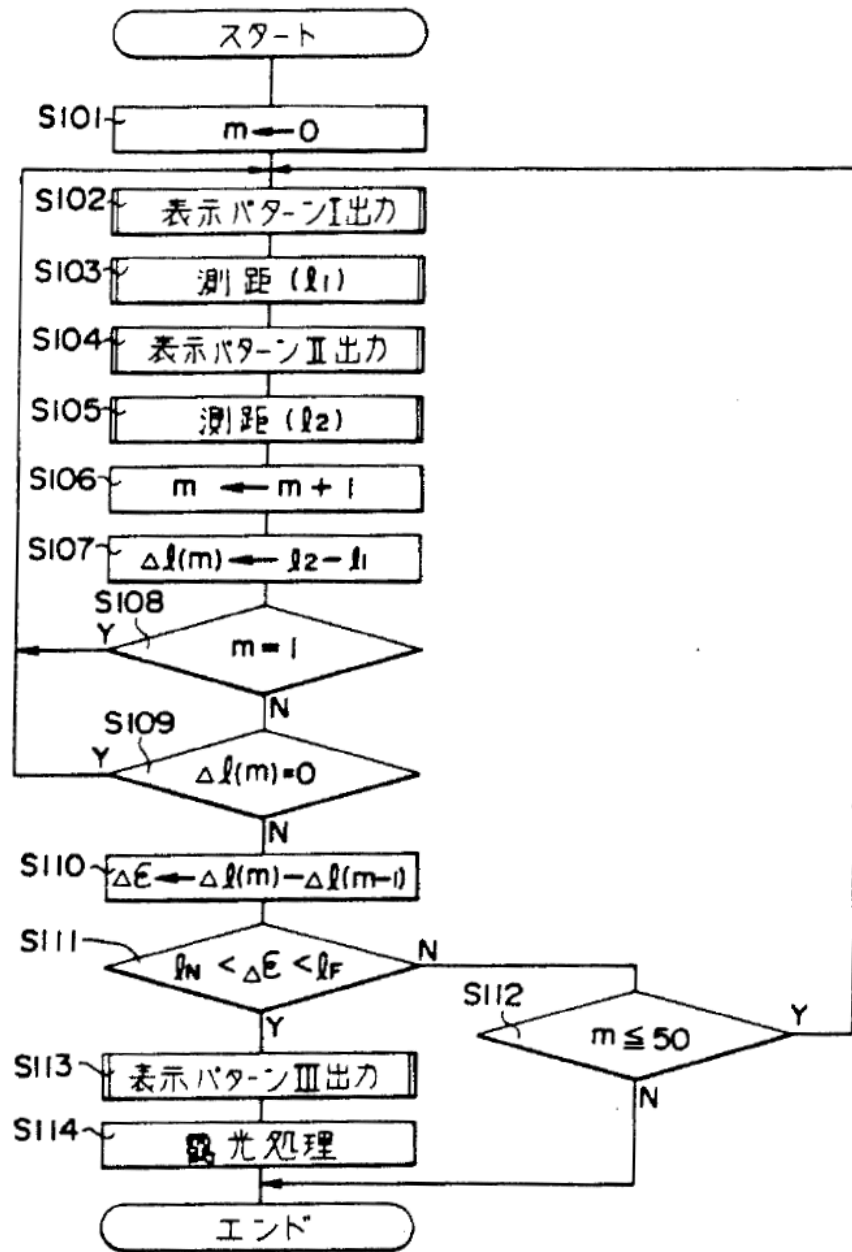 スタート
S101
m ← 0
S102
表示パターンⅠ出力
S103
測距(ℓ1)
S104
表示パターンⅡ出力
S105
測距(ℓ2)
S106
m ← m + 1
S107
Δℓ(m) ← ℓ2 − ℓ1
S108
Y
m = 1
N
S109
Y
Δℓ(m)=0
N
S110
Δε ← Δℓ(m) − Δℓ(m−1)
S111
ℓN < Δε < ℓF
N
Y
S112
m ≦ 50
Y
N
S113
表示パターンⅢ出力
S114
光処理
エンド